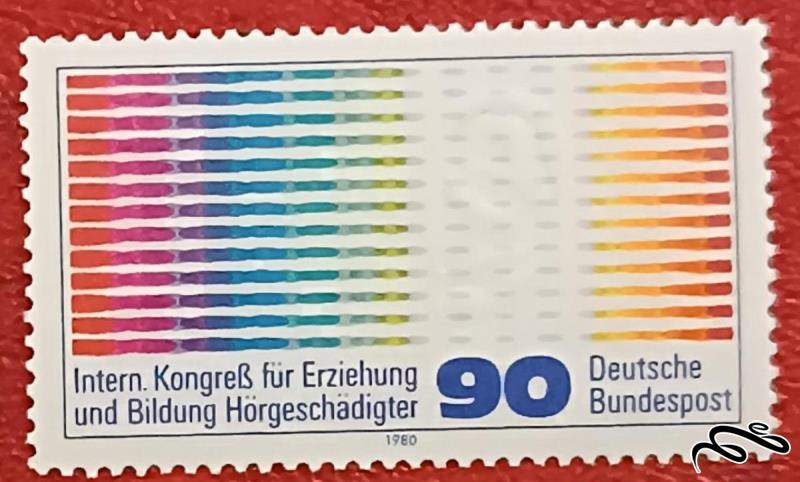 Intern. Kongreß für Erziehung
und Bildung Hörgeschädigter
90
Deutsche
Bundespost
1980